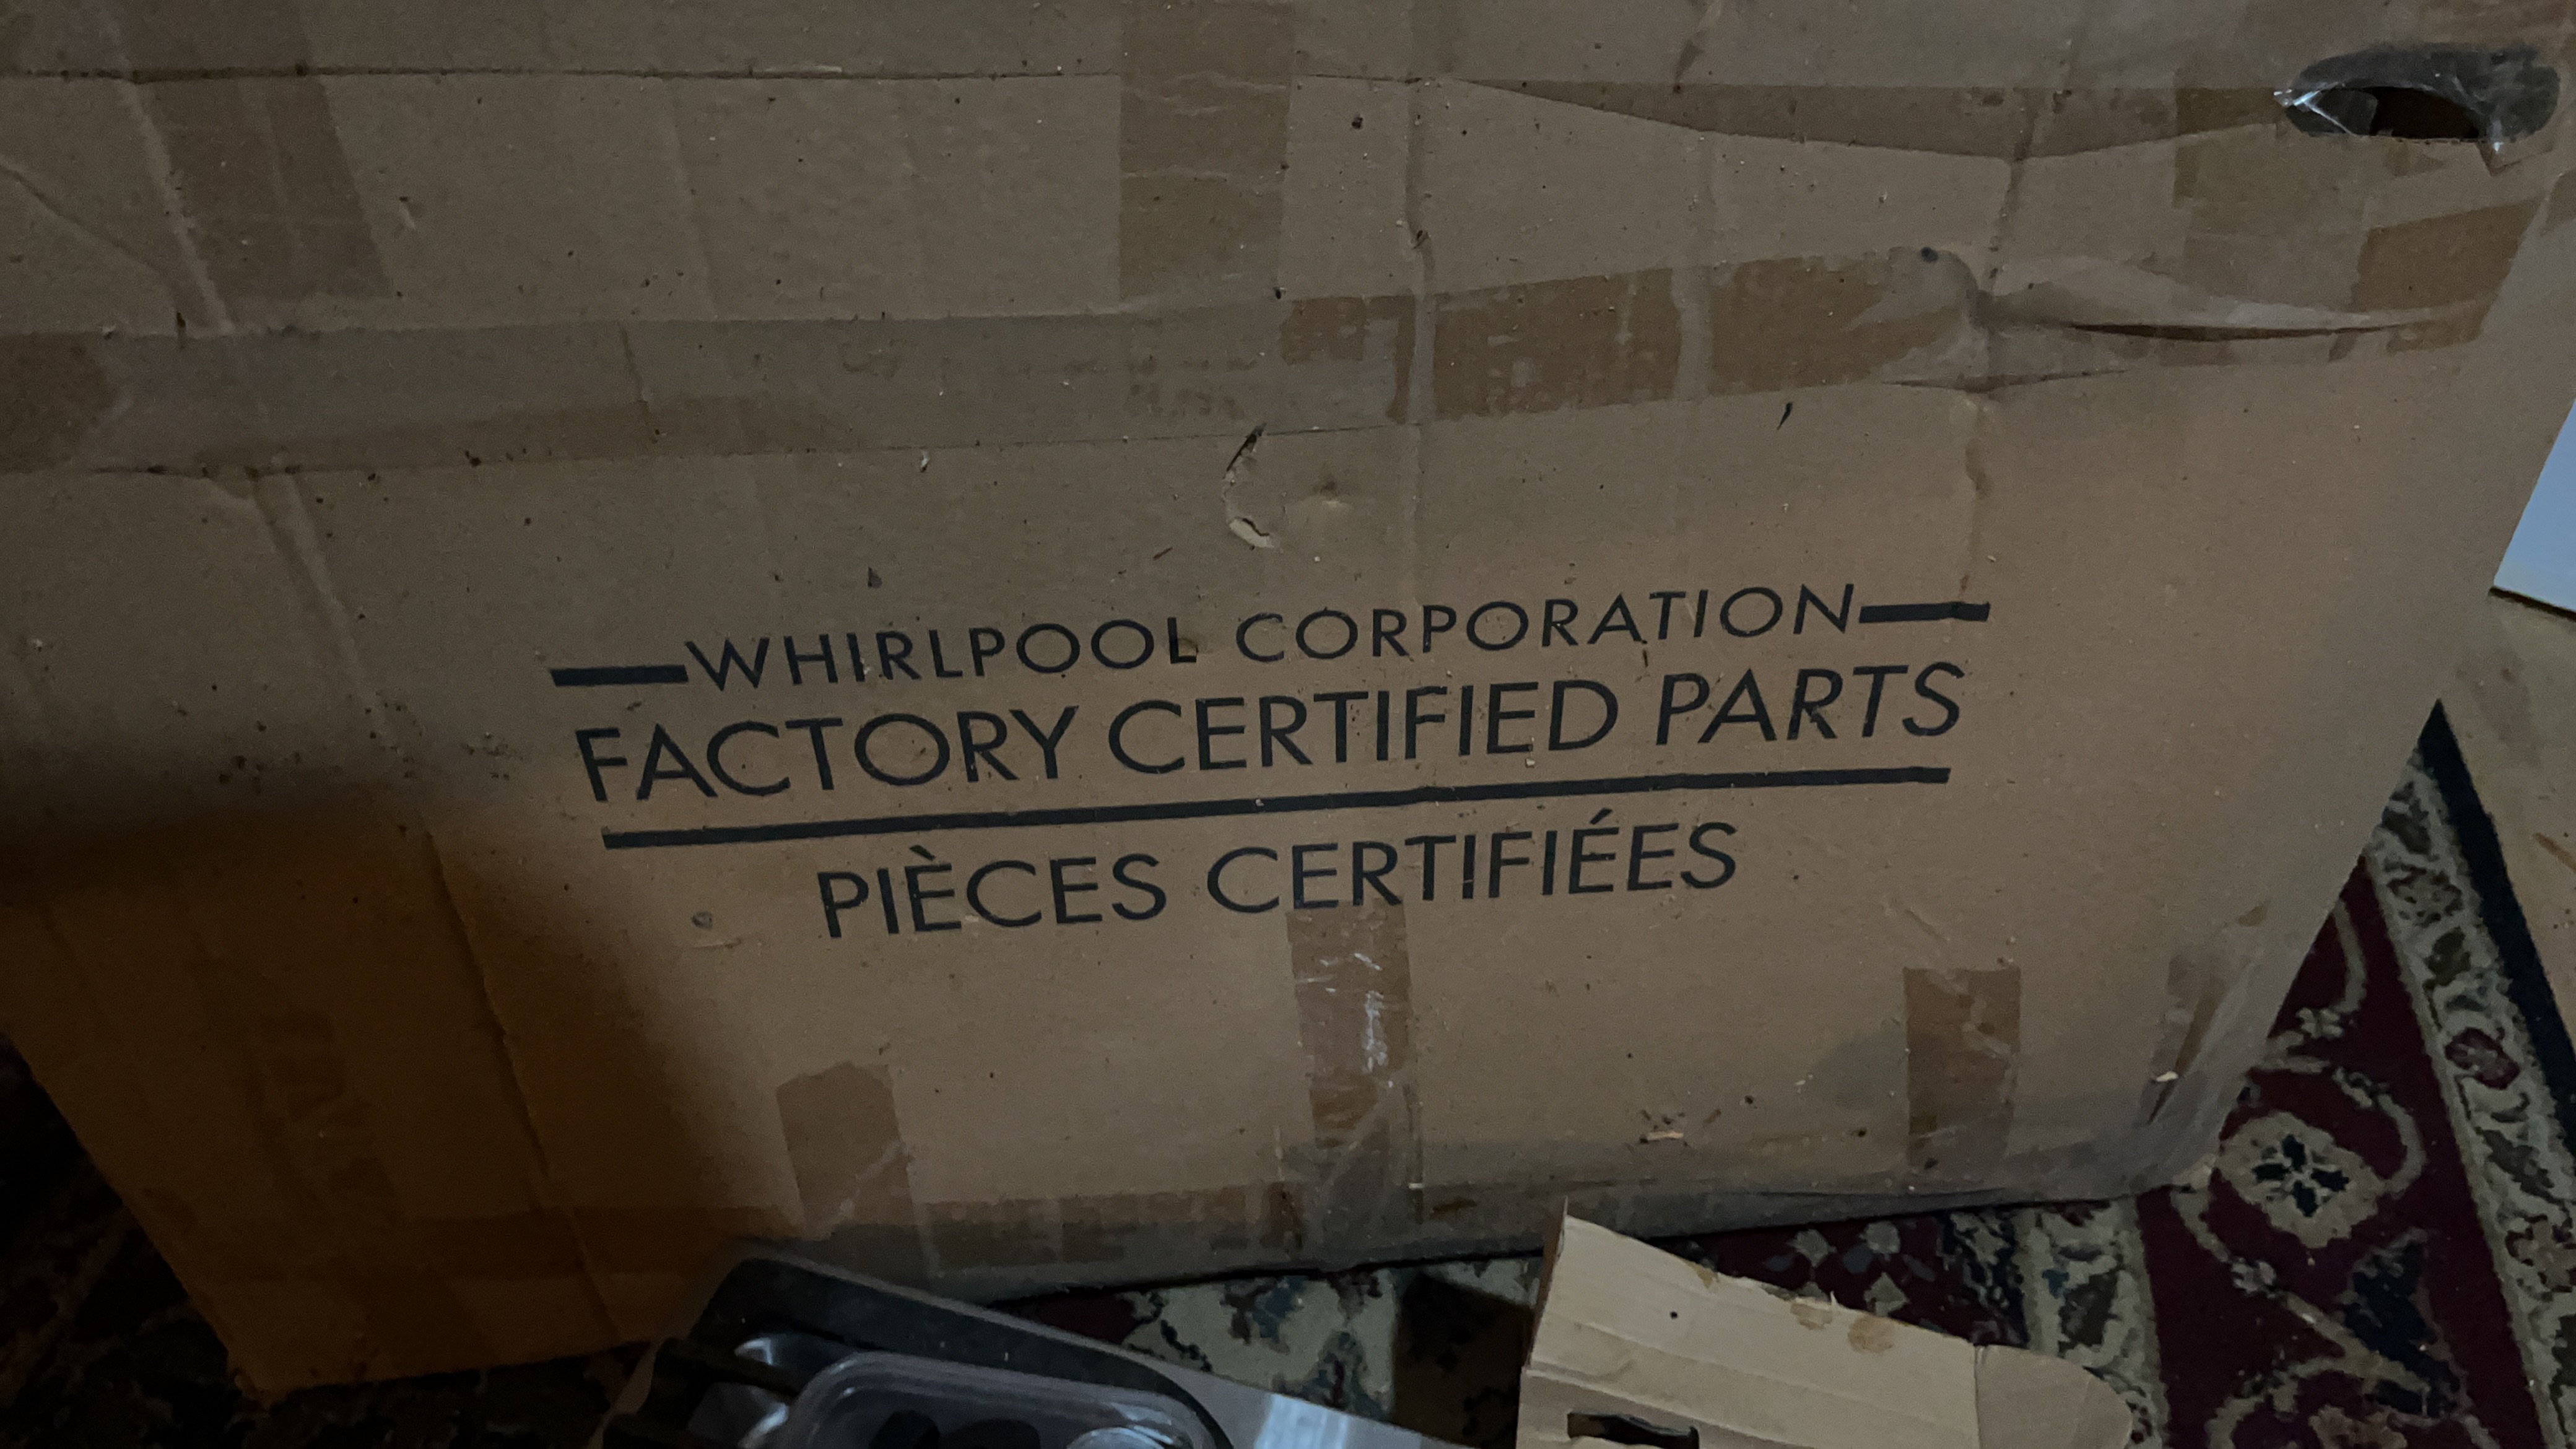 WHIRLPOOL CORPORATION
FACTORY CERTIFIED PARTS
PIÈCES CERTIFIÉES